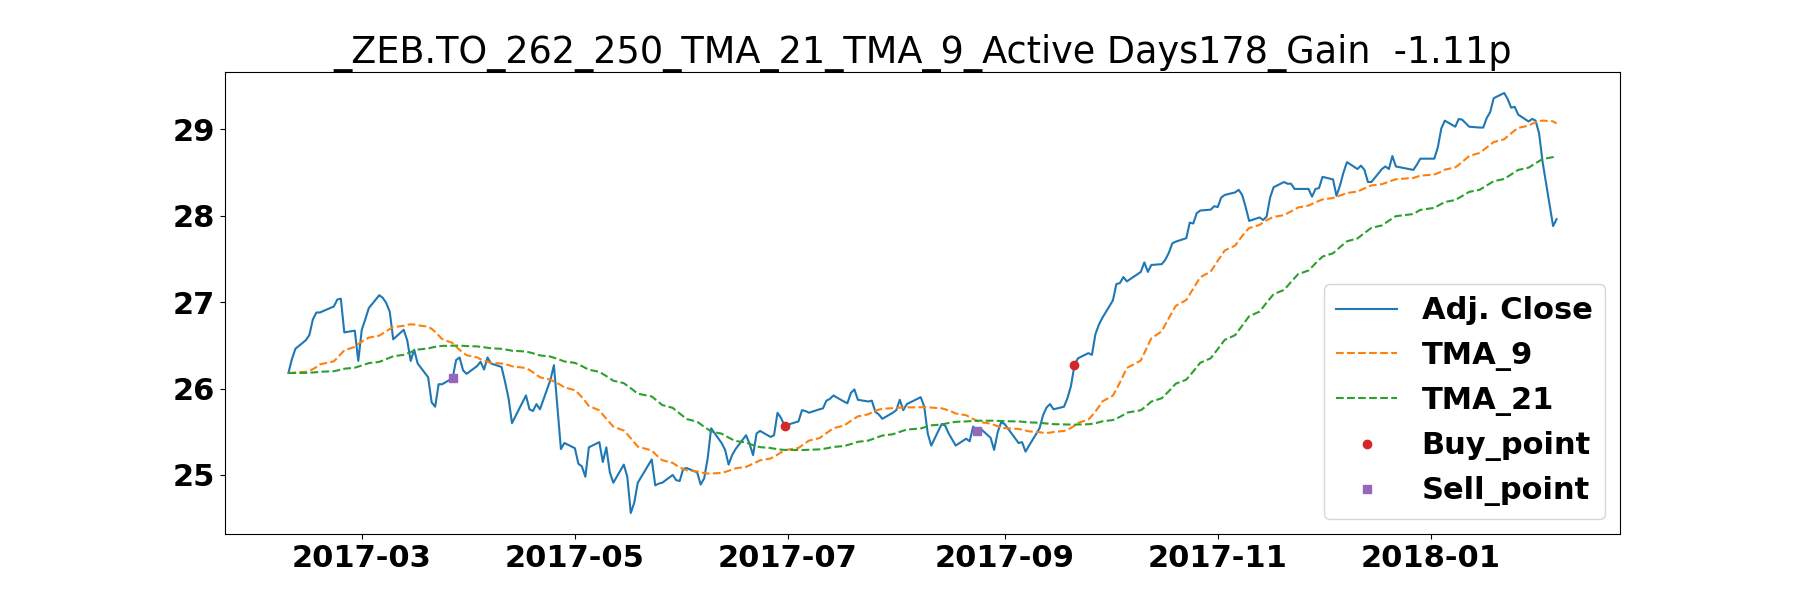 _ZEB.TO_262_250_TMA_21_TMA_9_Active Days178_Gain  -1.11p
29
28
27
26
25
Adj. Close
TMA_9
TMA_21
Buy_point
Sell_point
2017-03 2017-05 2017-07 2017-09 2017-11 2018-01